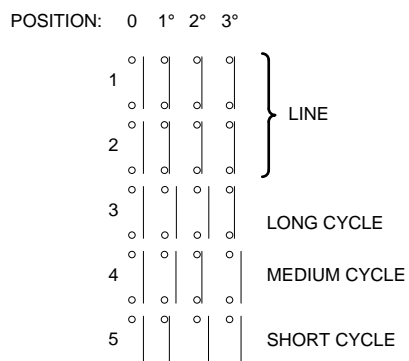 POSITION: 0 1° 2° 3°
1
LINE
2
3
LONG CYCLE
4 MEDIUM CYCLE
5 SHORT CYCLE